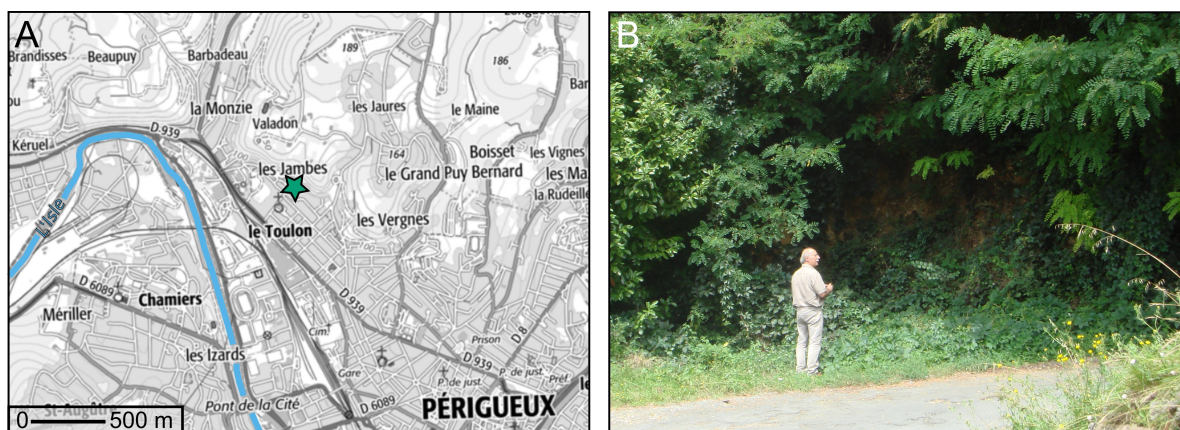 A
B
189
186
Brandisses
Beaupuy
Barbadeau
Bar
ou
la Monzie
les Jaures
le Maine
Valadon
D.939
Kéruel
164
Boisset
les Vignes
les Jambes
le Grand Puy Bernard
les Ma
la Rudeille
L'Isle
les Vergnes
le Toulon
100
D 6089
Chamiers
D 939
Mériller
Cim.
Prison
D 8
les Izards
D 939
Gare
P. de just.
P. de just.
Préf.
le
Pont de la Cité
D 6089
PÉRIGUEUX
0 500 m